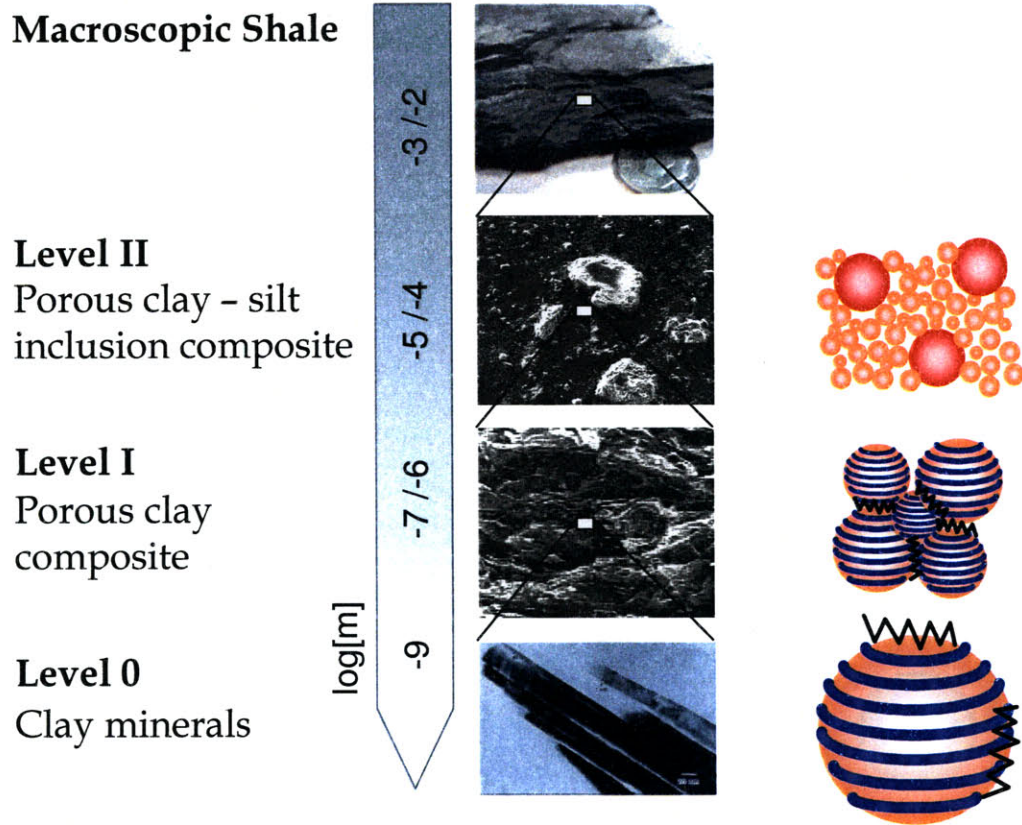 Macroscopic Shale
-3 /-2
Level II
Porous clay – silt
inclusion composite
-5 /-4
Level I
Porous clay
composite
-7 /-6
Level 0
Clay minerals
-9
log[m]